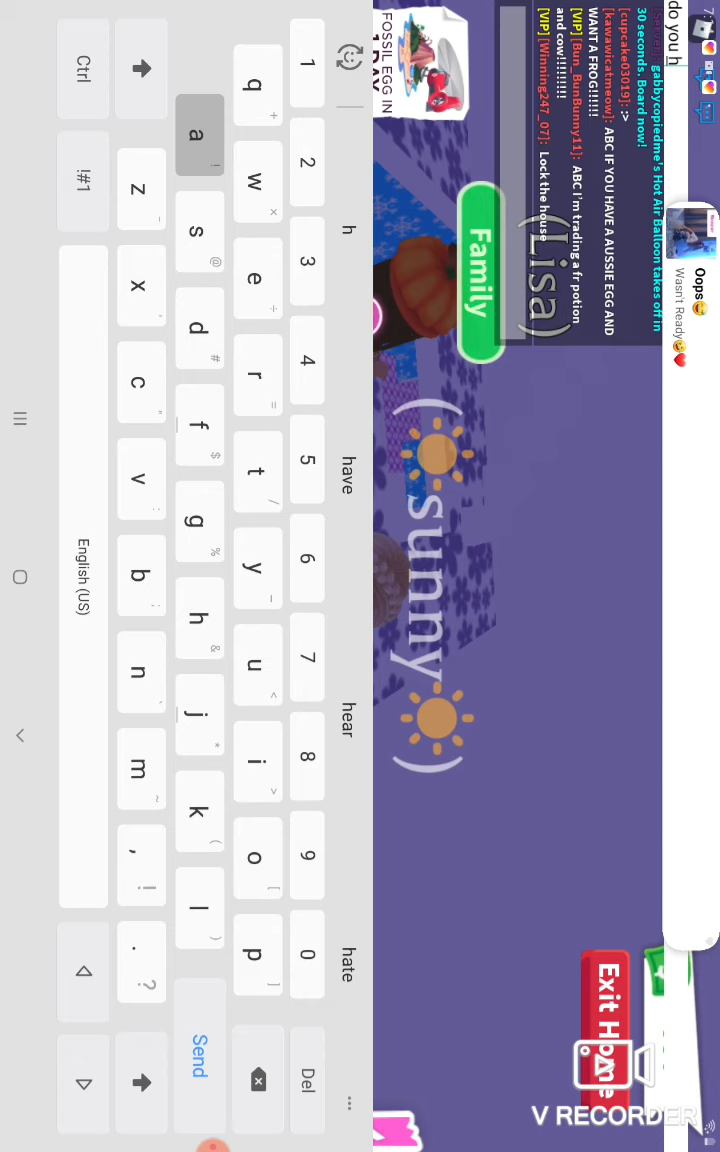 do you h
Oops😅
Wasn't Ready😅❤️
gabbycopiedme's Hot Air Balloon takes off in
30 seconds. Board now!
[cupcake03019]: :>
[kawawicatmeow]: ABC IF YOU HAVE A AUSSIE EGG AND
WANT A FROG!!!!!!
[VIP] [Bun_BunBunny11]: ABC I'm trading a fr potion
and cow!!!!!!!!!
[VIP] [Winning247_07]: Lock the house
(Lisa)
Family
(☀sunny☀)
FOSSIL EGG IN
1 DAY
Exit Home
V RECORDER
h have hear hate ...
1 2 3 4 5 6 7 8 9 0 Del
q + w × e ÷ r = t / y _ u < i > o [ p ]
a ! s @ d # f $ g % h & j * k ( l ) Send
z - x ' c " v : b ; n ` m ~ , ! . ?
Ctrl !#1 English (US)